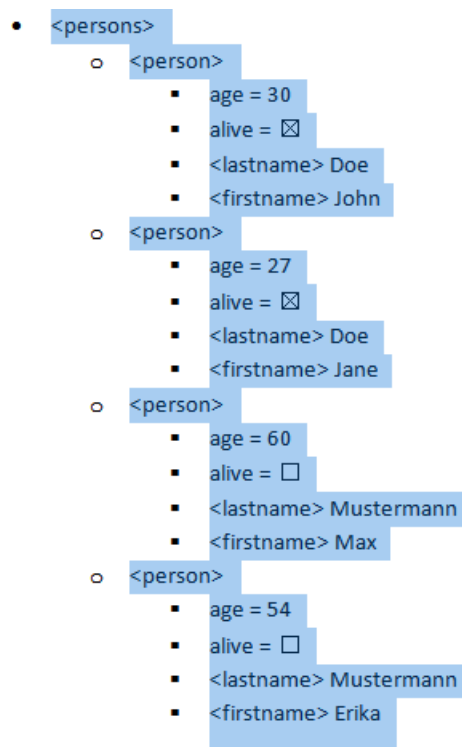 • <persons>
o <person>
▪ age = 30
▪ alive = ☒
▪ <lastname> Doe
▪ <firstname> John
o <person>
▪ age = 27
▪ alive = ☒
▪ <lastname> Doe
▪ <firstname> Jane
o <person>
▪ age = 60
▪ alive = ☐
▪ <lastname> Mustermann
▪ <firstname> Max
o <person>
▪ age = 54
▪ alive = ☐
▪ <lastname> Mustermann
▪ <firstname> Erika